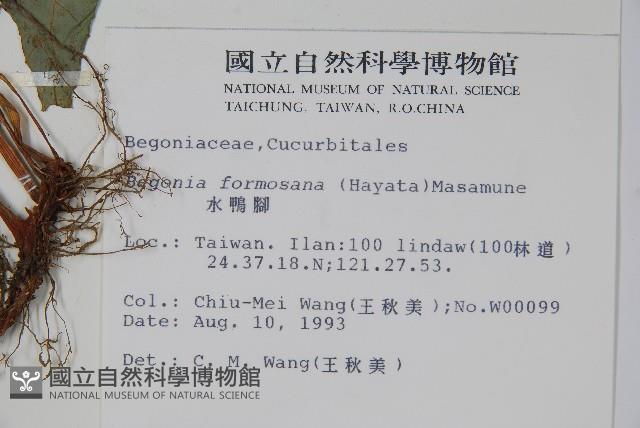 國立自然科學博物館
NATIONAL MUSEUM OF NATURAL SCIENCE
TAICHUNG, TAIWAN, R.O.CHINA
Begoniaceae,Cucurbitales
Begonia formosana (Hayata)Masamune
水鴨腳
Loc.: Taiwan. Ilan:100 lindaw(100林道)
24.37.18.N;121.27.53.
Col.: Chiu-Mei Wang(王秋美);No.W00099
Date: Aug. 10, 1993
Det.: C. M. Wang(王秋美)
國立自然科學博物館
NATIONAL MUSEUM OF NATURAL SCIENCE